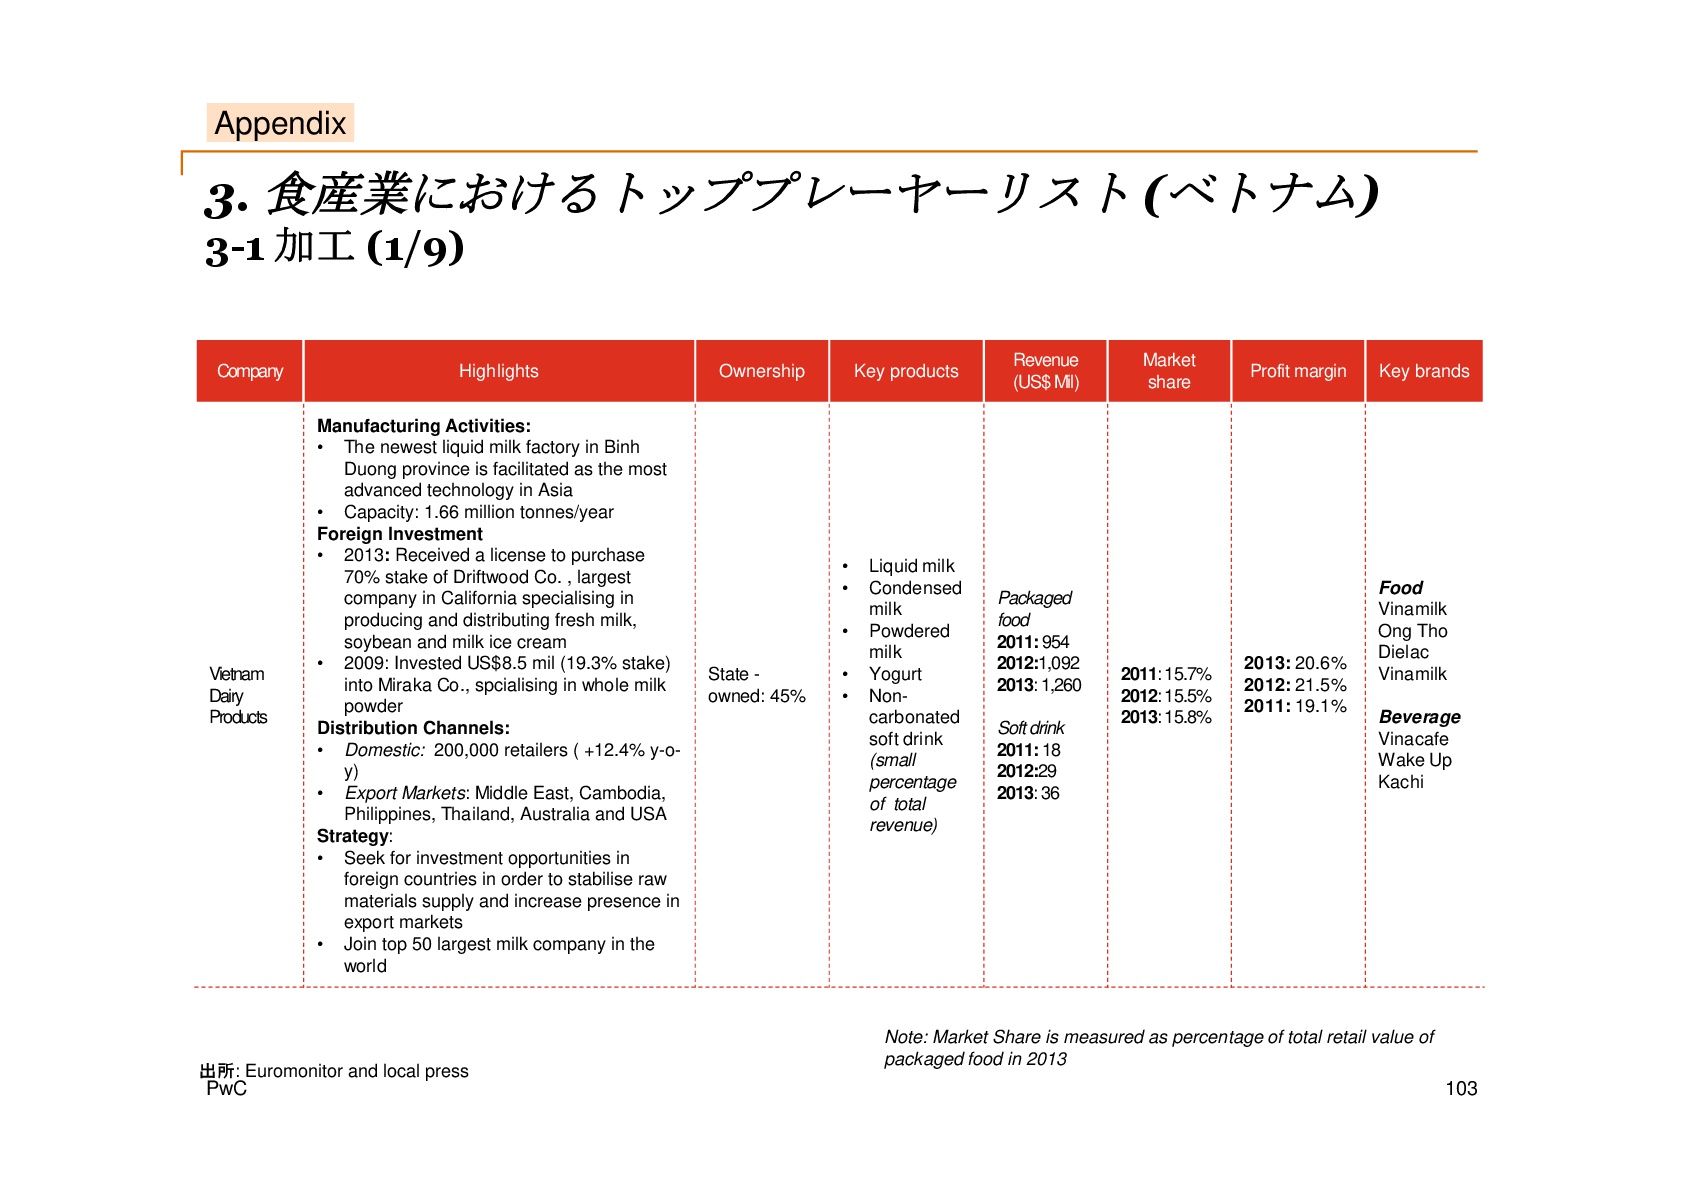 Appendix
3. 食産業におけるトッププレーヤーリスト(ベトナム)
3-1 加工 (1/9)
Company
Highlights
Ownership
Key products
Revenue
(US$ Mil)
Market
share
Profit margin
Key brands
Vietnam
Dairy
Products
Manufacturing Activities:
• The newest liquid milk factory in Binh
Duong province is facilitated as the most
advanced technology in Asia
• Capacity: 1.66 million tonnes/year
Foreign Investment
• 2013: Received a license to purchase
70% stake of Driftwood Co. , largest
company in California specialising in
producing and distributing fresh milk,
soybean and milk ice cream
• 2009: Invested US$8.5 mil (19.3% stake)
into Miraka Co., spcialising in whole milk
powder
Distribution Channels:
• Domestic: 200,000 retailers ( +12.4% y-o-
y)
• Export Markets: Middle East, Cambodia,
Philippines, Thailand, Australia and USA
Strategy:
• Seek for investment opportunities in
foreign countries in order to stabilise raw
materials supply and increase presence in
export markets
• Join top 50 largest milk company in the
world
State -
owned: 45%
• Liquid milk
• Condensed
milk
• Powdered
milk
• Yogurt
• Non-
carbonated
soft drink
(small
percentage
of total
revenue)
Packaged
food
2011: 954
2012:1,092
2013: 1,260
Soft drink
2011: 18
2012:29
2013: 36
2011: 15.7%
2012: 15.5%
2013: 15.8%
2013: 20.6%
2012: 21.5%
2011: 19.1%
Food
Vinamilk
Ong Tho
Dielac
Vinamilk
Beverage
Vinacafe
Wake Up
Kachi
Note: Market Share is measured as percentage of total retail value of
packaged food in 2013
出所: Euromonitor and local press
PwC
103